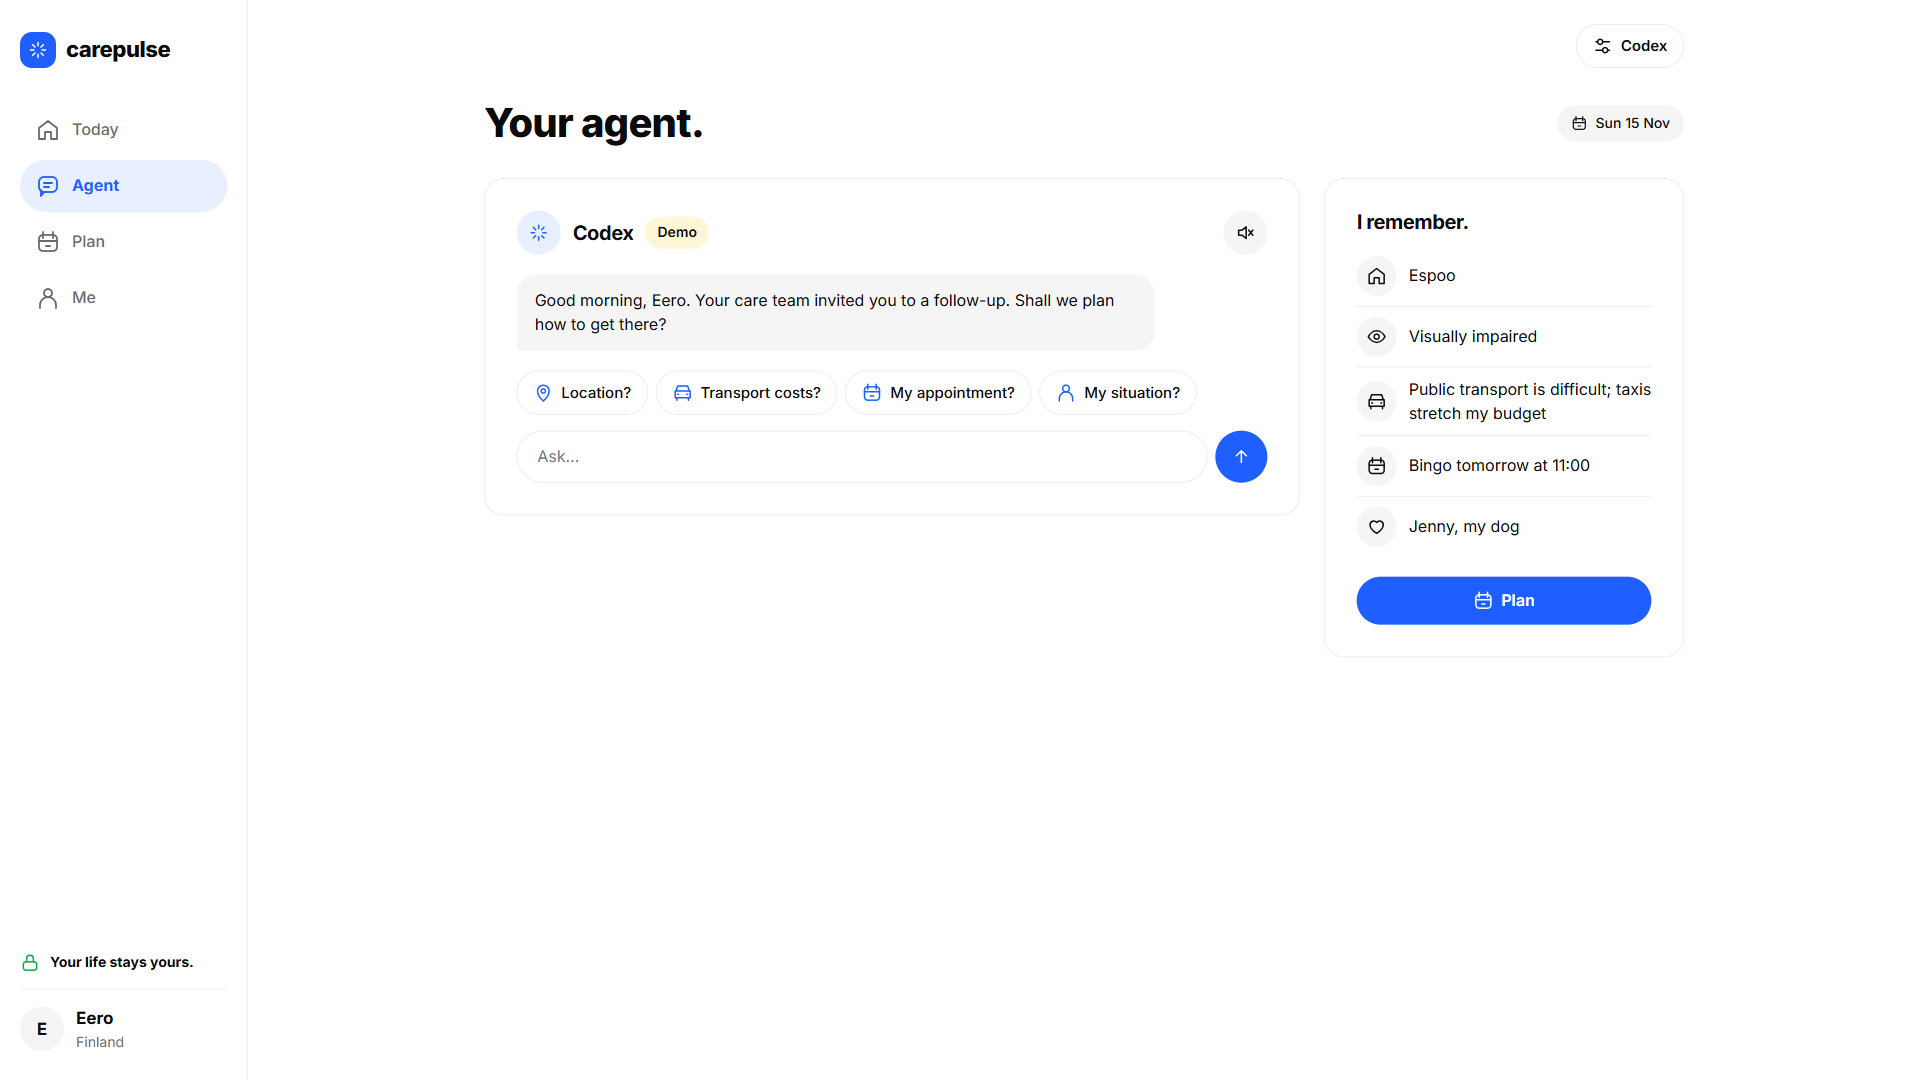 carepulse
Today
Agent
Plan
Me
Your life stays yours.
E
Eero
Finland
Codex
Your agent.
Sun 15 Nov
Codex
Demo
Good morning, Eero. Your care team invited you to a follow-up. Shall we plan
how to get there?
Location?
Transport costs?
My appointment?
My situation?
Ask...
I remember.
Espoo
Visually impaired
Public transport is difficult; taxis
stretch my budget
Bingo tomorrow at 11:00
Jenny, my dog
Plan